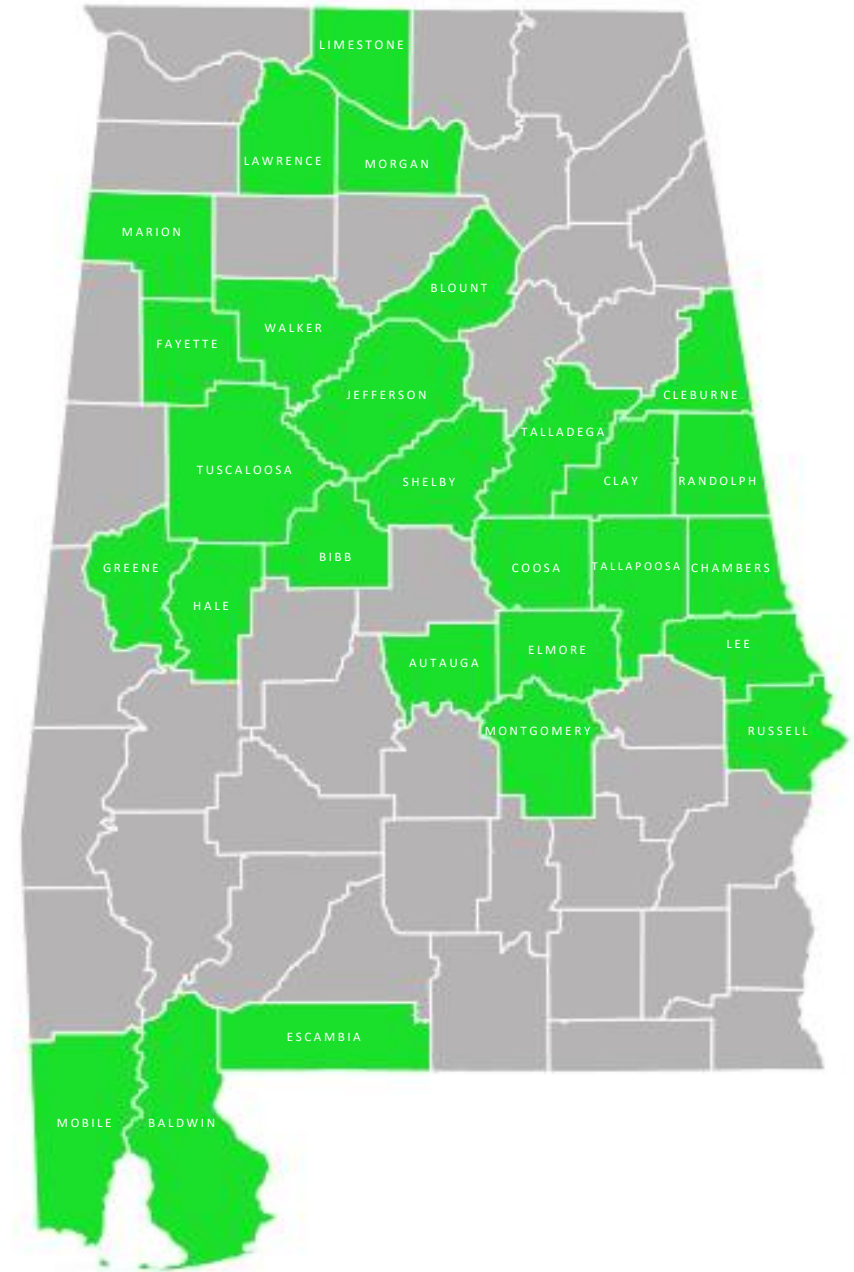 LIMESTONE
LAWRENCE
MORGAN
MARION
BLOUNT
WALKER
FAYETTE
JEFFERSON
CLEBURNE
TALLADEGA
TUSCALOOSA
SHELBY
CLAY
RANDOLPH
BIBB
GREENE
COOSA
TALLAPOOSA
CHAMBERS
HALE
LEE
ELMORE
AUTAUGA
MONTGOMERY
RUSSELL
ESCAMBIA
MOBILE
BALDWIN